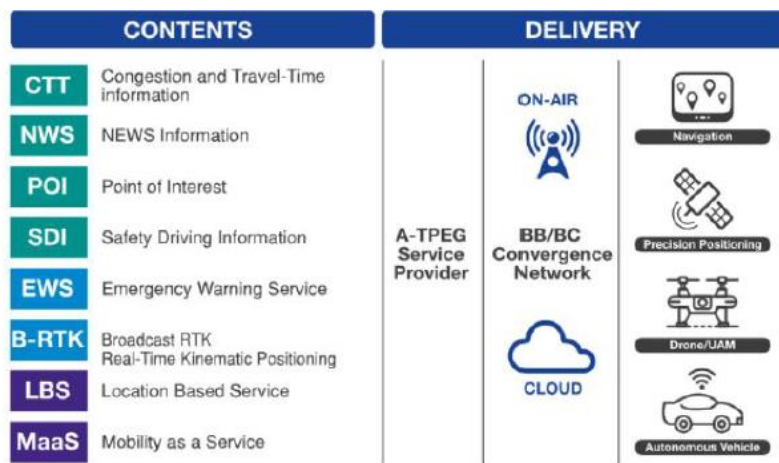 CONTENTS
DELIVERY
CTT
Congestion and Travel-Time
information
NWS
NEWS Information
POI
Point of Interest
SDI
Safety Driving Information
EWS
Emergency Warning Service
B-RTK
Broadcast RTK
Real-Time Kinematic Positioning
LBS
Location Based Service
MaaS
Mobility as a Service
A-TPEG
Service
Provider
ON-AIR
BB/BC
Convergence
Network
CLOUD
Navigation
Precision Positioning
Drone/UAM
Autonomous Vehicle